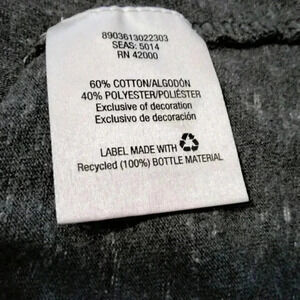 8903613022303
SEAS: 5014
RN 42000
60% COTTON/ALGODÓN
40% POLYESTER/POLIÉSTER
Exclusive of decoration
Exclusivo de decoración
LABEL MADE WITH
Recycled (100%) BOTTLE MATERIAL